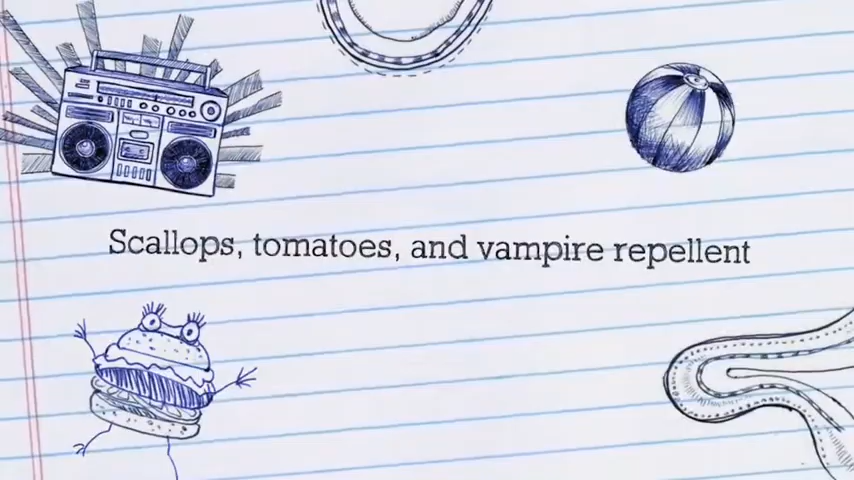 Scallops, tomatoes, and vampire repellent